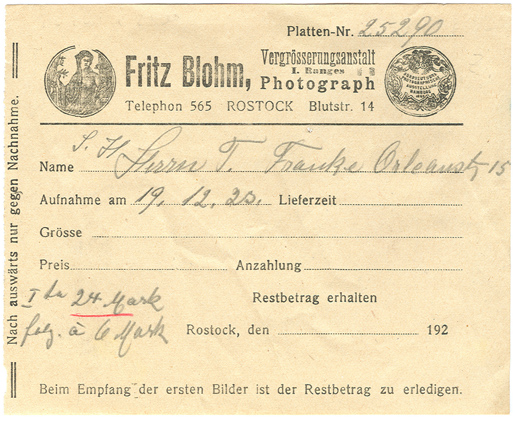 Platten-Nr. 25290
Fritz Blohm,
Vergrösserungsanstalt
I. Ranges
Photograph
Telephon 565 ROSTOCK Blutstr. 14
Nach auswärts nur gegen Nachnahme.
S. H.
Name Herrn T. Franke Orleanstr, 15
Aufnahme am 19. 12. 23. Lieferzeit
Grösse
Preis Anzahlung
I 24 Mark
Restbetrag erhalten
folg. à 6 Mark
Rostock, den 192
Beim Empfang der ersten Bilder ist der Restbetrag zu erledigen.